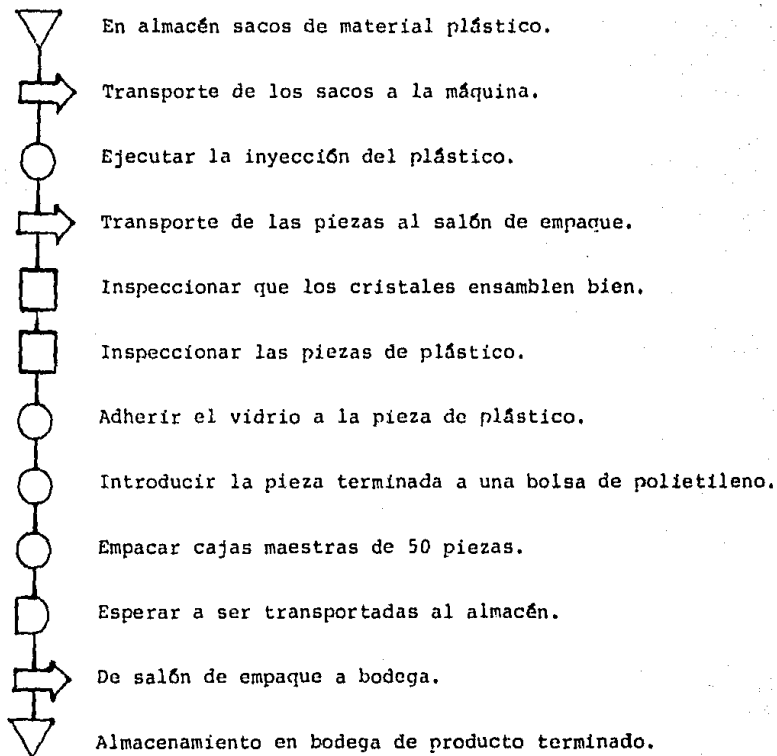 En almacén sacos de material plástico.
Transporte de los sacos a la máquina.
Ejecutar la inyección del plástico.
Transporte de las piezas al salón de empaque.
Inspeccionar que los cristales ensamblen bien.
Inspeccionar las piezas de plástico.
Adherir el vidrio a la pieza de plástico.
Introducir la pieza terminada a una bolsa de polietileno.
Empacar cajas maestras de 50 piezas.
Esperar a ser transportadas al almacén.
De salón de empaque a bodega.
Almacenamiento en bodega de producto terminado.